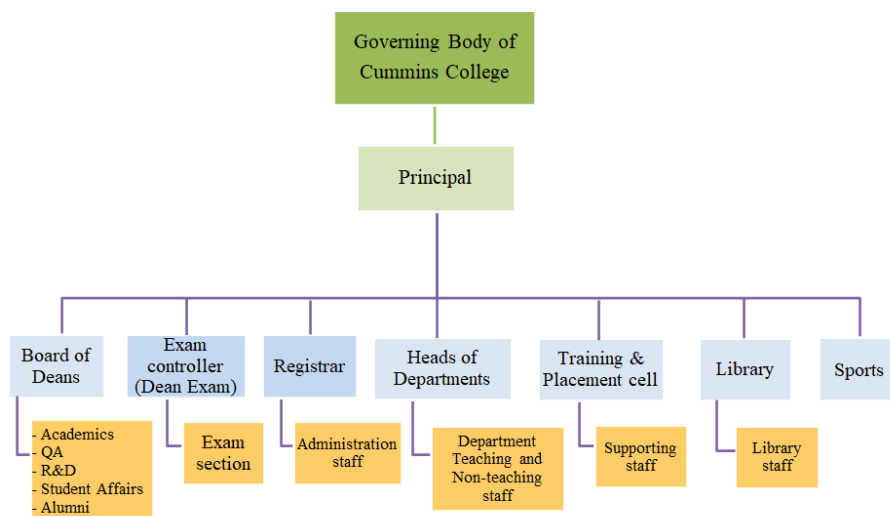 Governing Body of
Cummins College
Principal
Board of
Deans
Exam
controller
(Dean Exam)
Registrar
Heads of
Departments
Training &
Placement cell
Library
Sports
- Academics
- QA
- R&D
- Student Affairs
- Alumni
Exam
section
Administration
staff
Department
Teaching and
Non-teaching
staff
Supporting
staff
Library
staff